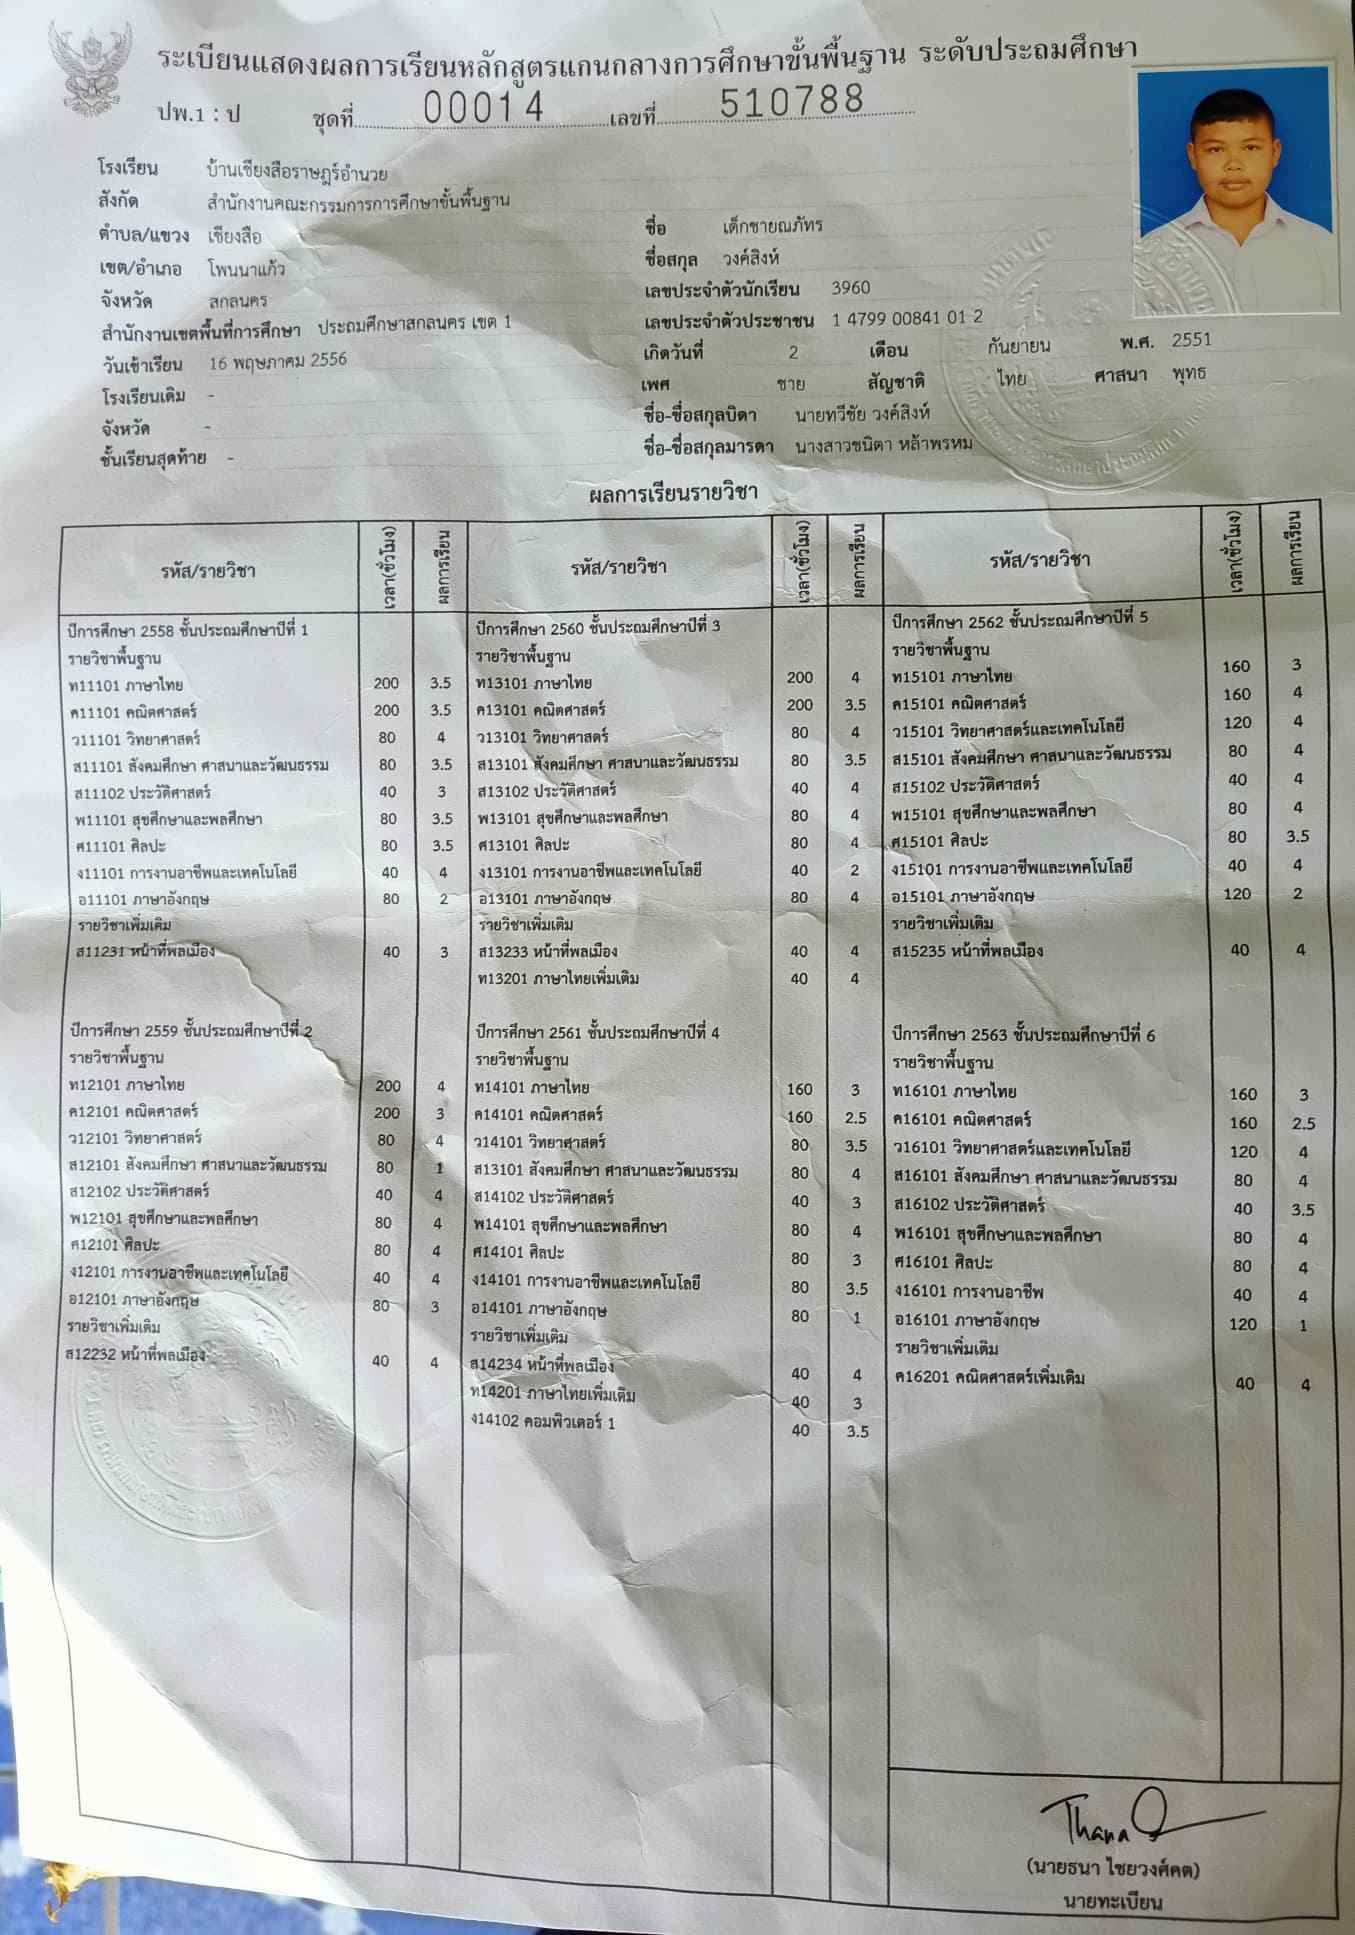 ระเบียนแสดงผลการเรียนหลักสูตรแกนกลางการศึกษาขั้นพื้นฐาน ระดับประถมศึกษา
ปพ.1 : ป ชุดที่ 00014 เลขที่ 510788
โรงเรียน บ้านเชียงสือราษฎร์อำนวย
สังกัด สำนักงานคณะกรรมการการศึกษาขั้นพื้นฐาน
ตำบล/แขวง เชียงสือ
เขต/อำเภอ โพนนาแก้ว
จังหวัด สกลนคร
สำนักงานเขตพื้นที่การศึกษา ประถมศึกษาสกลนคร เขต 1
วันเข้าเรียน 16 พฤษภาคม 2556
โรงเรียนเดิม -
จังหวัด -
ชั้นเรียนสุดท้าย -
ชื่อ เด็กชายณภัทร
ชื่อสกุล วงค์สิงห์
เลขประจำตัวนักเรียน 3960
เลขประจำตัวประชาชน 1 4799 00841 01 2
เกิดวันที่ 2 เดือน กันยายน พ.ศ. 2551
เพศ ชาย สัญชาติ ไทย ศาสนา พุทธ
ชื่อ-ชื่อสกุลบิดา นายทวีชัย วงค์สิงห์
ชื่อ-ชื่อสกุลมารดา นางสาวชนิตา หล้าพรหม
ผลการเรียนรายวิชา
รหัส/รายวิชา เวลา(ชั่วโมง) ผลการเรียน
ปีการศึกษา 2558 ชั้นประถมศึกษาปีที่ 1
รายวิชาพื้นฐาน
ท11101 ภาษาไทย 200 3.5
ค11101 คณิตศาสตร์ 200 3.5
ว11101 วิทยาศาสตร์ 80 4
ส11101 สังคมศึกษา ศาสนาและวัฒนธรรม 80 3.5
ส11102 ประวัติศาสตร์ 40 3
พ11101 สุขศึกษาและพลศึกษา 80 3.5
ศ11101 ศิลปะ 80 3.5
ง11101 การงานอาชีพและเทคโนโลยี 40 4
อ11101 ภาษาอังกฤษ 80 2
รายวิชาเพิ่มเติม
ส11231 หน้าที่พลเมือง 40 3
ปีการศึกษา 2559 ชั้นประถมศึกษาปีที่ 2
รายวิชาพื้นฐาน
ท12101 ภาษาไทย 200 4
ค12101 คณิตศาสตร์ 200 3
ว12101 วิทยาศาสตร์ 80 4
ส12101 สังคมศึกษา ศาสนาและวัฒนธรรม 80 1
ส12102 ประวัติศาสตร์ 40 4
พ12101 สุขศึกษาและพลศึกษา 80 4
ศ12101 ศิลปะ 80 4
ง12101 การงานอาชีพและเทคโนโลยี 40 4
อ12101 ภาษาอังกฤษ 80 3
รายวิชาเพิ่มเติม
ส12232 หน้าที่พลเมือง 40 4
รหัส/รายวิชา เวลา(ชั่วโมง) ผลการเรียน
ปีการศึกษา 2560 ชั้นประถมศึกษาปีที่ 3
รายวิชาพื้นฐาน
ท13101 ภาษาไทย 200 4
ค13101 คณิตศาสตร์ 200 3.5
ว13101 วิทยาศาสตร์ 80 4
ส13101 สังคมศึกษา ศาสนาและวัฒนธรรม 80 3.5
ส13102 ประวัติศาสตร์ 40 4
พ13101 สุขศึกษาและพลศึกษา 80 4
ศ13101 ศิลปะ 80 4
ง13101 การงานอาชีพและเทคโนโลยี 40 2
อ13101 ภาษาอังกฤษ 80 4
รายวิชาเพิ่มเติม
ส13233 หน้าที่พลเมือง 40 4
ท13201 ภาษาไทยเพิ่มเติม 40 4
ปีการศึกษา 2561 ชั้นประถมศึกษาปีที่ 4
รายวิชาพื้นฐาน
ท14101 ภาษาไทย 160 3
ค14101 คณิตศาสตร์ 160 2.5
ว14101 วิทยาศาสตร์ 80 3.5
ส13101 สังคมศึกษา ศาสนาและวัฒนธรรม 80 4
ส14102 ประวัติศาสตร์ 40 3
พ14101 สุขศึกษาและพลศึกษา 80 4
ศ14101 ศิลปะ 80 3
ง14101 การงานอาชีพและเทคโนโลยี 80 3.5
อ14101 ภาษาอังกฤษ 80 1
รายวิชาเพิ่มเติม
ส14234 หน้าที่พลเมือง 40 4
ท14201 ภาษาไทยเพิ่มเติม 40 3
ง14102 คอมพิวเตอร์ 1 40 3.5
รหัส/รายวิชา เวลา(ชั่วโมง) ผลการเรียน
ปีการศึกษา 2562 ชั้นประถมศึกษาปีที่ 5
รายวิชาพื้นฐาน
ท15101 ภาษาไทย 160 3
ค15101 คณิตศาสตร์ 160 4
ว15101 วิทยาศาสตร์และเทคโนโลยี 120 4
ส15101 สังคมศึกษา ศาสนาและวัฒนธรรม 80 4
ส15102 ประวัติศาสตร์ 40 4
พ15101 สุขศึกษาและพลศึกษา 80 4
ศ15101 ศิลปะ 80 3.5
ง15101 การงานอาชีพและเทคโนโลยี 40 4
อ15101 ภาษาอังกฤษ 120 2
รายวิชาเพิ่มเติม
ส15235 หน้าที่พลเมือง 40 4
ปีการศึกษา 2563 ชั้นประถมศึกษาปีที่ 6
รายวิชาพื้นฐาน
ท16101 ภาษาไทย 160 3
ค16101 คณิตศาสตร์ 160 2.5
ว16101 วิทยาศาสตร์และเทคโนโลยี 120 4
ส16101 สังคมศึกษา ศาสนาและวัฒนธรรม 80 4
ส16102 ประวัติศาสตร์ 40 3.5
พ16101 สุขศึกษาและพลศึกษา 80 4
ศ16101 ศิลปะ 80 4
ง16101 การงานอาชีพ 40 4
อ16101 ภาษาอังกฤษ 120 1
รายวิชาเพิ่มเติม
ค16201 คณิตศาสตร์เพิ่มเติม 40 4
Thana
(นายธนา ไชยวงศ์คต)
นายทะเบียน